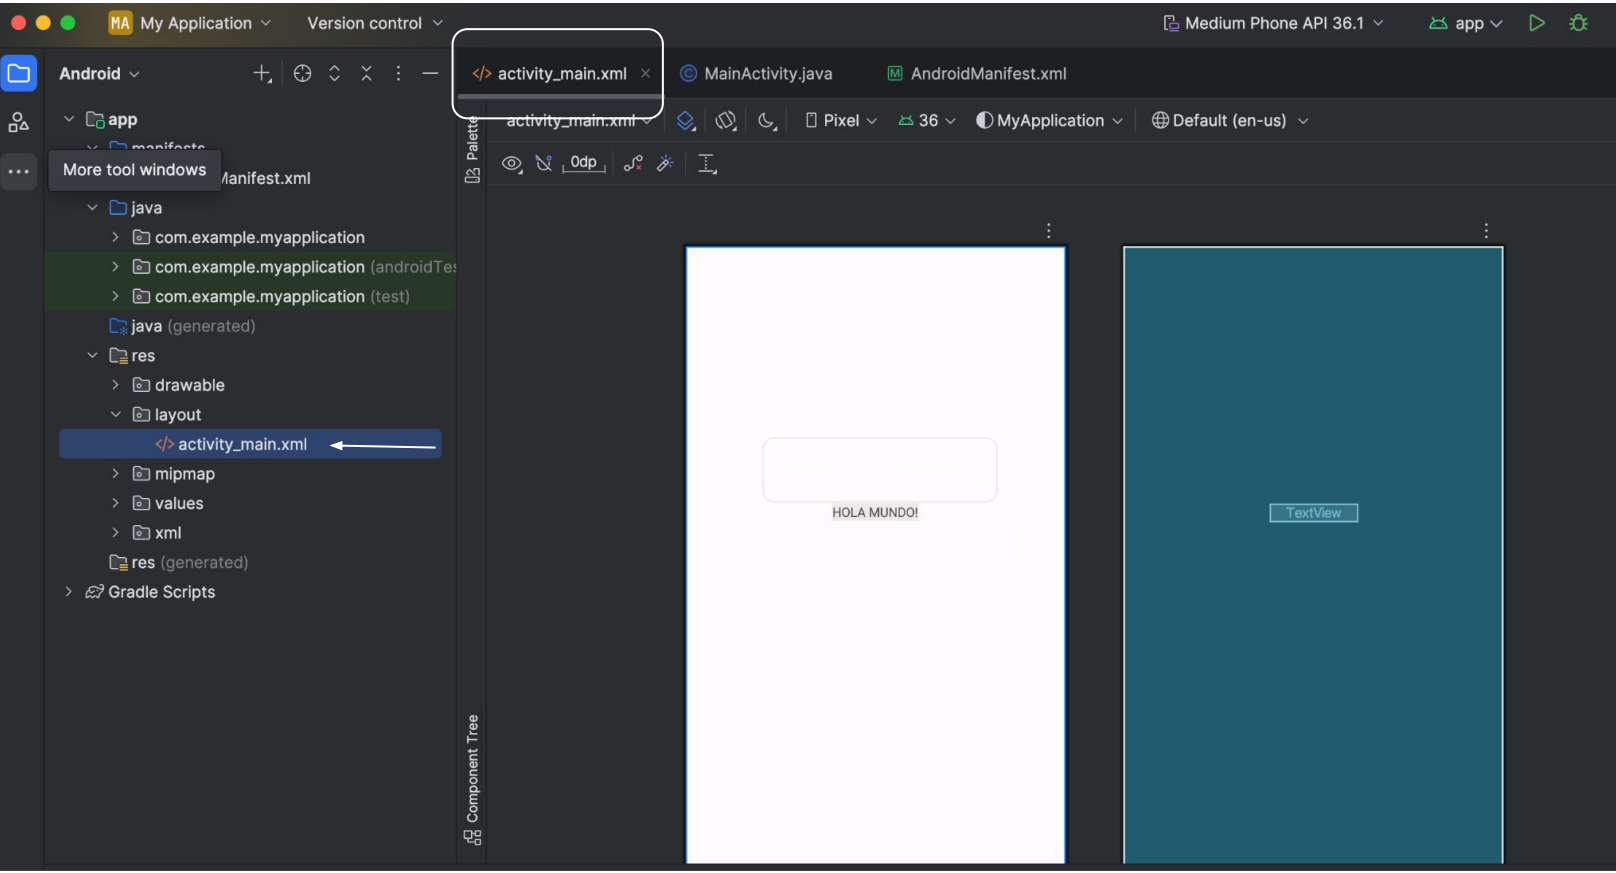 MA My Application
Version control
Medium Phone API 36.1
app
Android
activity_main.xml
MainActivity.java
AndroidManifest.xml
app
manifests
More tool windows
Manifest.xml
java
com.example.myapplication
com.example.myapplication (androidTes
com.example.myapplication (test)
java (generated)
res
drawable
layout
activity_main.xml
mipmap
values
xml
res (generated)
Gradle Scripts
Palette
Component Tree
activity_main.xml
Pixel
36
MyApplication
Default (en-us)
0dp
HOLA MUNDO!
TextView